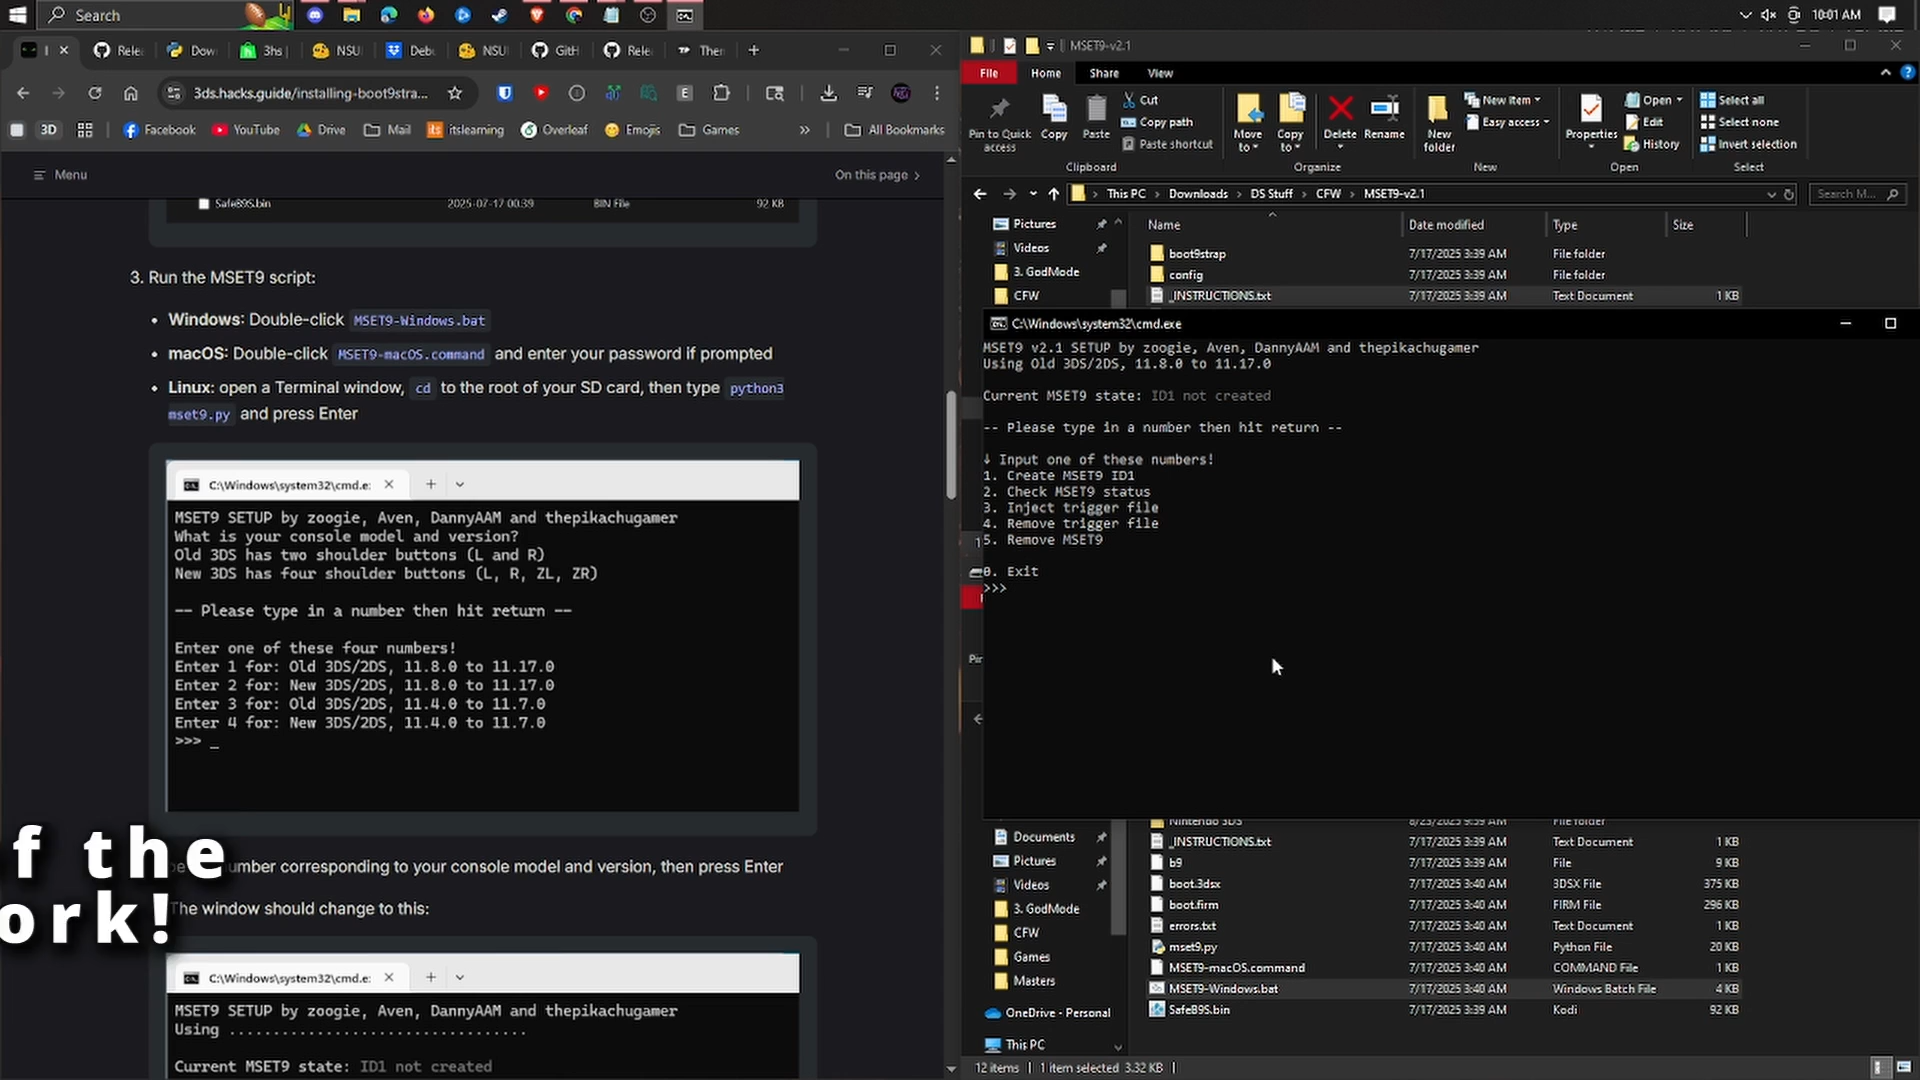 Search
10:01 AM
I
Relea
Dow
3hs
NSU
Deb
NSU
GitH
Rele
Ther
3ds.hacks.guide/installing-boot9stra...
3D
Facebook
YouTube
Drive
Mail
itslearning
Overleaf
Emojis
Games
All Bookmarks
Menu
On this page
SafeB9S.bin
2025-07-17 00:39
BIN File
92 KB
3. Run the MSET9 script:
• Windows: Double-click MSET9-Windows.bat
• macOS: Double-click MSET9-macOS.command and enter your password if prompted
• Linux: open a Terminal window, cd to the root of your SD card, then type python3
mset9.py and press Enter
C:\Windows\system32\cmd.e:
MSET9 SETUP by zoogie, Aven, DannyAAM and thepikachugamer
What is your console model and version?
Old 3DS has two shoulder buttons (L and R)
New 3DS has four shoulder buttons (L, R, ZL, ZR)
-- Please type in a number then hit return --
Enter one of these four numbers!
Enter 1 for: Old 3DS/2DS, 11.8.0 to 11.17.0
Enter 2 for: New 3DS/2DS, 11.8.0 to 11.17.0
Enter 3 for: Old 3DS/2DS, 11.4.0 to 11.7.0
Enter 4 for: New 3DS/2DS, 11.4.0 to 11.7.0
>>> _
f the
ork!
number corresponding to your console model and version, then press Enter
The window should change to this:
C:\Windows\system32\cmd.e:
MSET9 SETUP by zoogie, Aven, DannyAAM and thepikachugamer
Using ..................................
Current MSET9 state: ID1 not created
MSET9-v2.1
File
Home
Share
View
Pin to Quick access
Copy
Paste
Cut
Copy path
Paste shortcut
Clipboard
Move to
Copy to
Delete
Rename
Organize
New folder
New item
Easy access
New
Properties
Open
Edit
History
Open
Select all
Select none
Invert selection
Select
This PC > Downloads > DS Stuff > CFW > MSET9-v2.1
Search M...
Pictures
Videos
3. GodMode
CFW
Name
Date modified
Type
Size
boot9strap 7/17/2025 3:39 AM File folder
config 7/17/2025 3:39 AM File folder
_INSTRUCTIONS.txt 7/17/2025 3:39 AM Text Document 1 KB
C:\Windows\system32\cmd.exe
MSET9 v2.1 SETUP by zoogie, Aven, DannyAAM and thepikachugamer
Using Old 3DS/2DS, 11.8.0 to 11.17.0
Current MSET9 state: ID1 not created
-- Please type in a number then hit return --
↓ Input one of these numbers!
1. Create MSET9 ID1
2. Check MSET9 status
3. Inject trigger file
4. Remove trigger file
5. Remove MSET9
0. Exit
>>>
Documents
Pictures
Videos
3. GodMode
CFW
Games
Masters
OneDrive - Personal
This PC
Nintendo 3DS 8/23/2025 9:59 AM File folder
_INSTRUCTIONS.txt 7/17/2025 3:39 AM Text Document 1 KB
b9 7/17/2025 3:39 AM File 9 KB
boot.3dsx 7/17/2025 3:40 AM 3DSX File 375 KB
boot.firm 7/17/2025 3:40 AM FIRM File 296 KB
errors.txt 7/17/2025 3:40 AM Text Document 1 KB
mset9.py 7/17/2025 3:40 AM Python File 20 KB
MSET9-macOS.command 7/17/2025 3:40 AM COMMAND File 1 KB
MSET9-Windows.bat 7/17/2025 3:40 AM Windows Batch File 4 KB
SafeB9S.bin 7/17/2025 3:39 AM Kodi 92 KB
12 items
1 item selected 3.32 KB